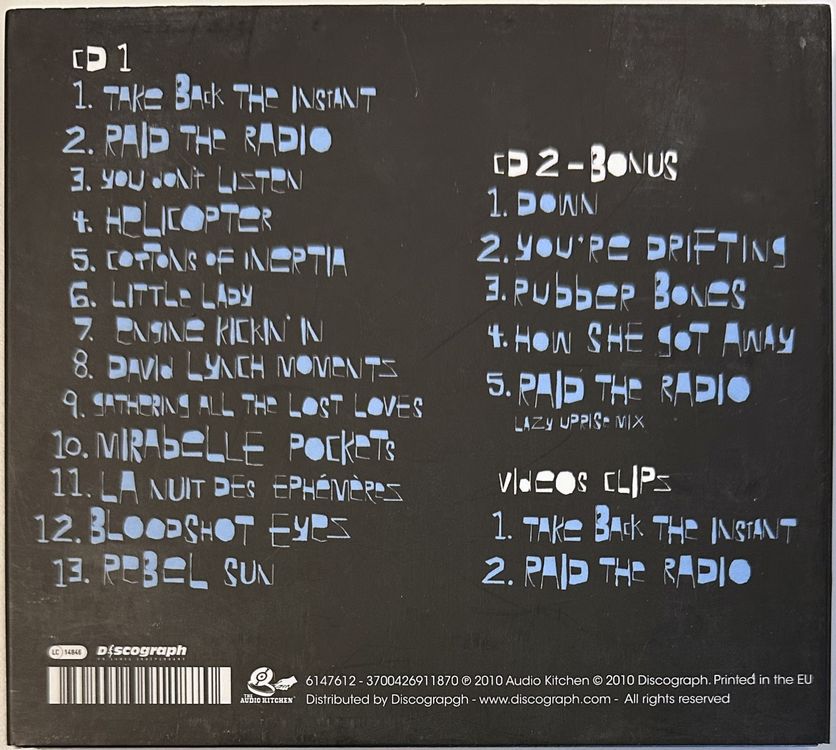 CD 1
1. TAKE BACK THE INSTANT
2. RAID THE RADIO
3. YOU DON'T LISTEN
4. HELICOPTER
5. COTTONS OF INERTIA
6. LITTLE LADY
7. ENGINE KICKIN' IN
8. DAVID LYNCH MOMENTS
9. GATHERING ALL THE LOST LOVES
10. MIRABELLE POCKETS
11. LA NUIT DES EPHÉMÈRES
12. BLOODSHOT EYES
13. REBEL SUN
CD 2 - BONUS
1. DOWN
2. YOU'RE DRIFTING
3. RUBBER BONES
4. HOW SHE GOT AWAY
5. RAID THE RADIO
LAZY UPRISE MIX
VIDEOS CLIPS
1. TAKE BACK THE INSTANT
2. RAID THE RADIO
LC 14846
Discograph
THE AUDIO KITCHEN
6147612 - 3700426911870 ℗ 2010 Audio Kitchen © 2010 Discograph. Printed in the EU
Distributed by Discograpgh - www.discograph.com - All rights reserved